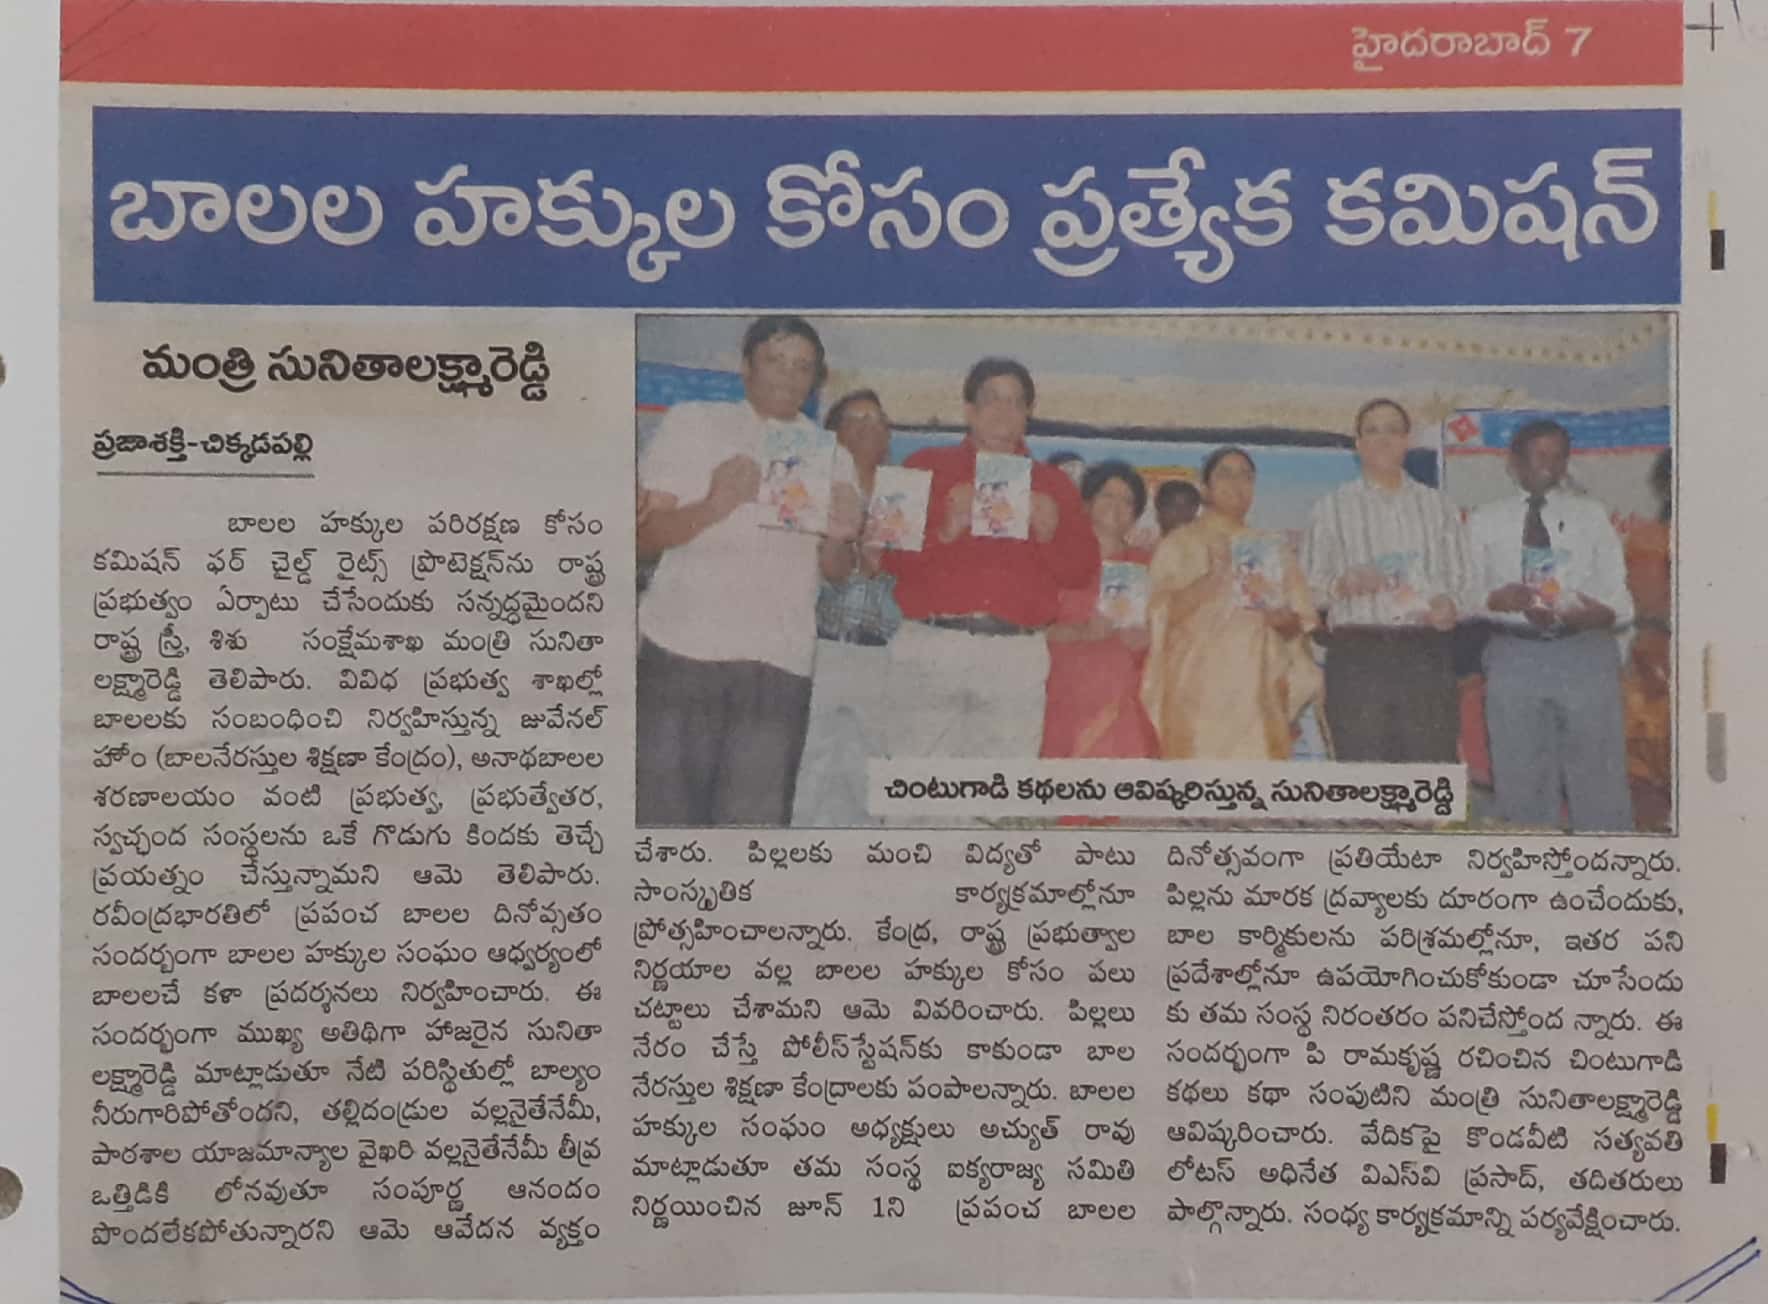 హైదరాబాద్ 7
బాలల హక్కుల కోసం ప్రత్యేక కమిషన్
మంత్రి సునితాలక్ష్మారెడ్డి
ప్రజాశక్తి-చిక్కడపల్లి
బాలల హక్కుల పరిరక్షణ కోసం
కమిషన్ ఫర్ చైల్డ్ రైట్స్ ప్రొటెక్షన్‌ను రాష్ట్ర
ప్రభుత్వం ఏర్పాటు చేసేందుకు సన్నద్ధమైందని
రాష్ట్ర స్త్రీ, శిశు సంక్షేమశాఖ మంత్రి సునితా
లక్ష్మారెడ్డి తెలిపారు. వివిధ ప్రభుత్వ శాఖల్లో
బాలలకు సంబంధించి నిర్వహిస్తున్న జువేనల్
హోం (బాలనేరస్తుల శిక్షణా కేంద్రం), అనాథబాలల
శరణాలయం వంటి ప్రభుత్వ, ప్రభుత్వేతర,
స్వచ్ఛంద సంస్థలను ఒకే గొడుగు కిందకు తెచ్చే
ప్రయత్నం చేస్తున్నామని ఆమె తెలిపారు.
రవీంద్రభారతిలో ప్రపంచ బాలల దినోవ్సతం
సందర్భంగా బాలల హక్కుల సంఘం ఆధ్వర్యంలో
బాలలచే కళా ప్రదర్శనలు నిర్వహించారు. ఈ
సందర్భంగా ముఖ్య అతిథిగా హాజరైన సునితా
లక్ష్మారెడ్డి మాట్లాడుతూ నేటి పరిస్థితుల్లో బాల్యం
నీరుగారిపోతోందని, తల్లిదండ్రుల వల్లనైతేనేమీ,
పాఠశాల యాజమాన్యాల వైఖరి వల్లనైతేనేమీ తీవ్ర
ఒత్తిడికి లోనవుతూ సంపూర్ణ ఆనందం
పొందలేకపోతున్నారని ఆమె ఆవేదన వ్యక్తం
చింటుగాడి కథలను ఆవిష్కరిస్తున్న సునితాలక్ష్మారెడ్డి
చేశారు. పిల్లలకు మంచి విద్యతో పాటు
సాంస్కృతిక కార్యక్రమాల్లోనూ
ప్రోత్సహించాలన్నారు. కేంద్ర, రాష్ట్ర ప్రభుత్వాల
నిర్ణయాల వల్ల బాలల హక్కుల కోసం పలు
చట్టాలు చేశామని ఆమె వివరించారు. పిల్లలు
నేరం చేస్తే పోలీస్‌స్టేషన్‌కు కాకుండా బాల
నేరస్తుల శిక్షణా కేంద్రాలకు పంపాలన్నారు. బాలల
హక్కుల సంఘం అధ్యక్షులు అచ్యుత్ రావు
మాట్లాడుతూ తమ సంస్థ ఐక్యరాజ్య సమితి
నిర్ణయించిన జూన్ 1ని ప్రపంచ బాలల
దినోత్సవంగా ప్రతియేటా నిర్వహిస్తోందన్నారు.
పిల్లను మారక ద్రవ్యాలకు దూరంగా ఉంచేందుకు,
బాల కార్మికులను పరిశ్రమల్లోనూ, ఇతర పని
ప్రదేశాల్లోనూ ఉపయోగించుకోకుండా చూసేందు
కు తమ సంస్థ నిరంతరం పనిచేస్తోంద న్నారు. ఈ
సందర్భంగా పి రామకృష్ణ రచించిన చింటుగాడి
కథలు కథా సంపుటిని మంత్రి సునితాలక్ష్మారెడ్డి
ఆవిష్కరించారు. వేదికపై కొండవీటి సత్యవతి
లోటస్ అధినేత విఎస్‌వి ప్రసాద్, తదితరులు
పాల్గొన్నారు. సంధ్య కార్యక్రమాన్ని పర్యవేక్షించారు.